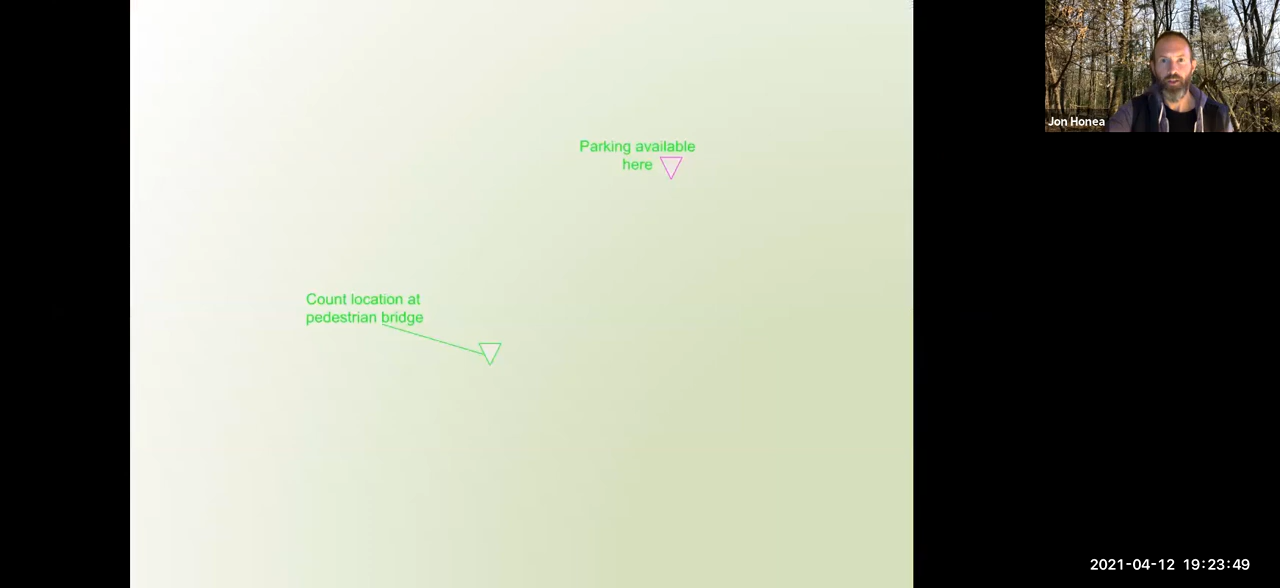 Parking available
here
Jon Honea
Count location at
pedestrian bridge
2021-04-12 19:23:49